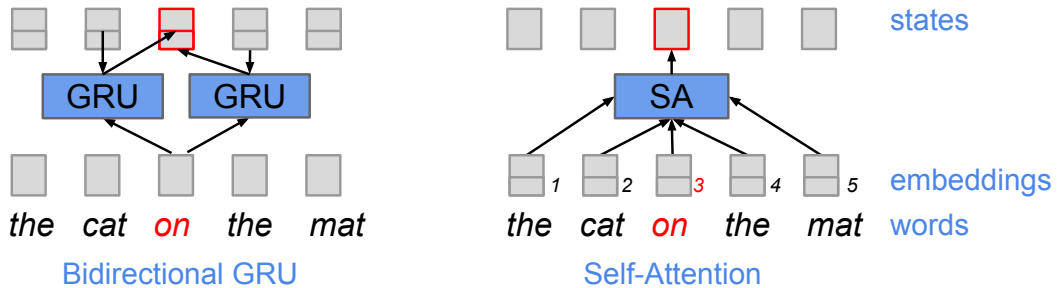 states
GRU GRU SA
1 2 3 4 5 embeddings
the cat on the mat the cat on the mat words
Bidirectional GRU Self-Attention